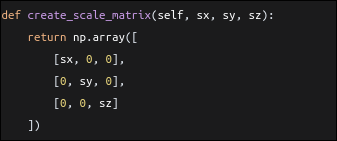 def create_scale_matrix(self, sx, sy, sz):
    return np.array([
        [sx, 0, 0],
        [0, sy, 0],
        [0, 0, sz]
    ])